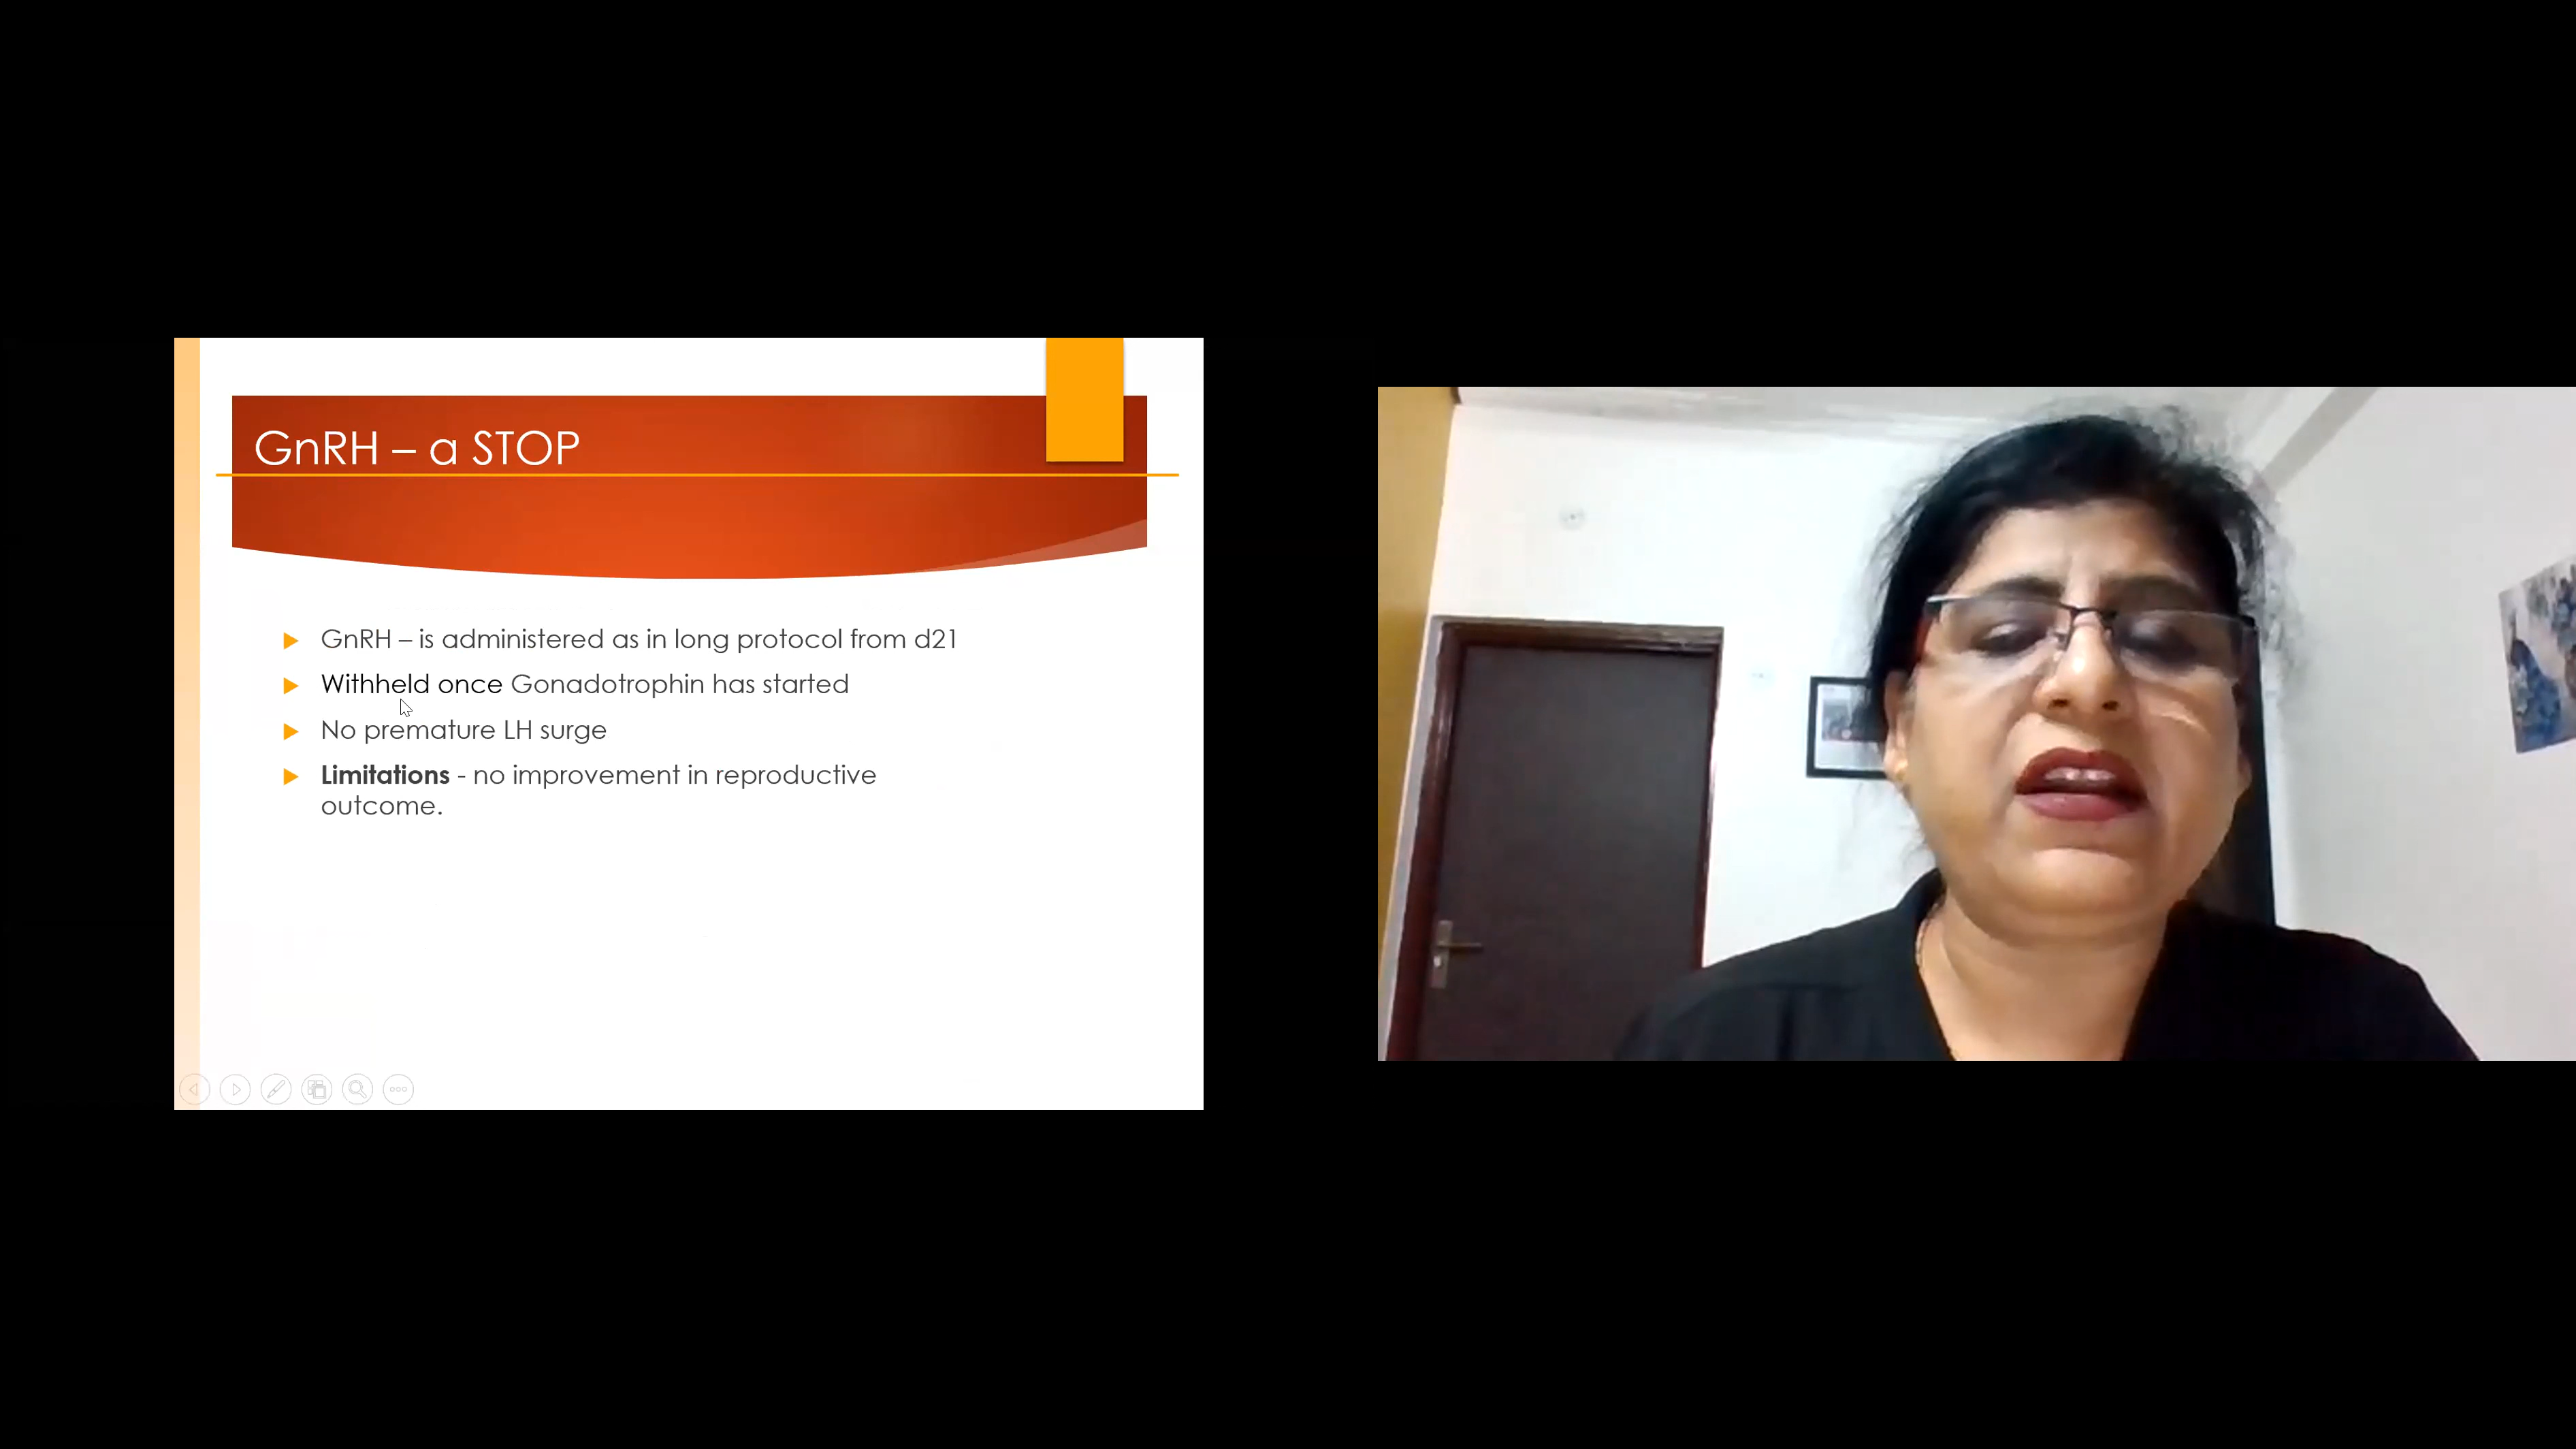 GnRH – a STOP
GnRH – is administered as in long protocol from d21
Withheld once Gonadotrophin has started
No premature LH surge
Limitations - no improvement in reproductive
outcome.